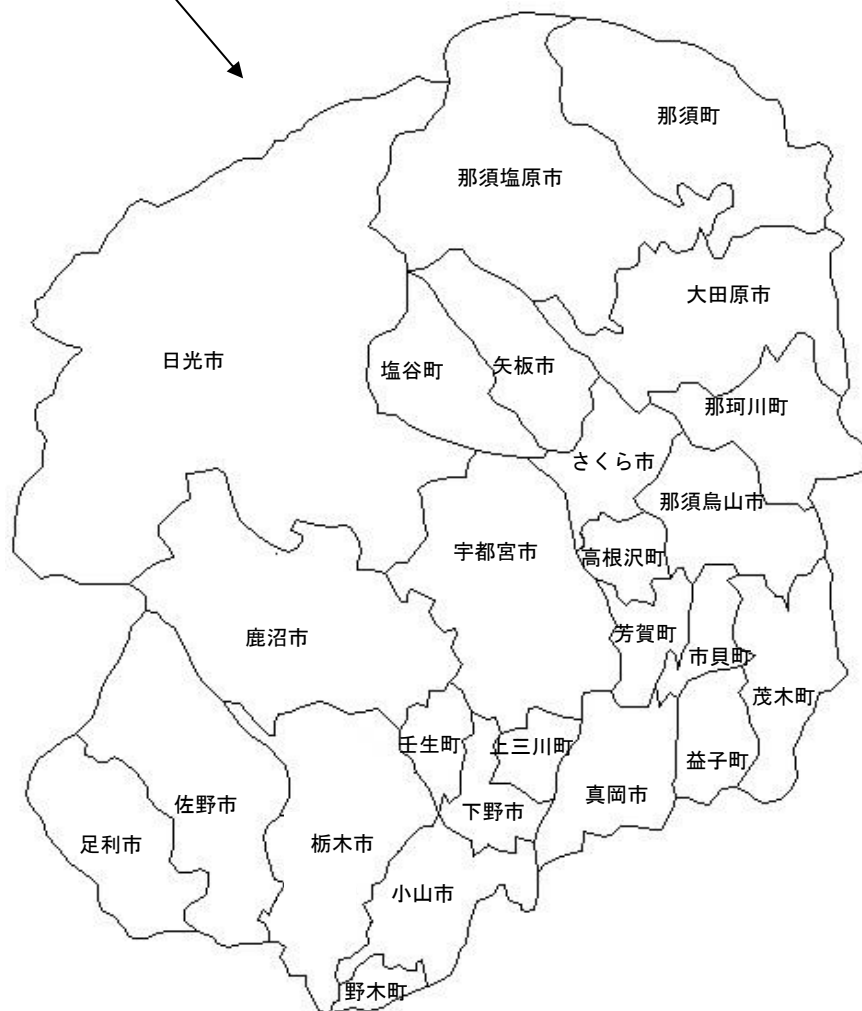 那須町
那須塩原市
大田原市
日光市
塩谷町
矢板市
那珂川町
さくら市
那須烏山市
宇都宮市
高根沢町
鹿沼市
芳賀町
市貝町
茂木町
壬生町
上三川町
益子町
佐野市
下野市
真岡市
足利市
栃木市
小山市
野木町